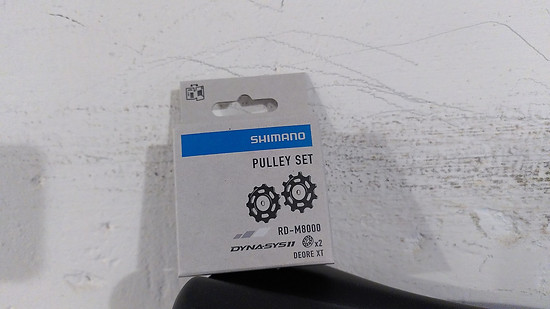 SHIMANO
PULLEY SET
RD-M8000
DYNA-SYS11
x2
DEORE XT